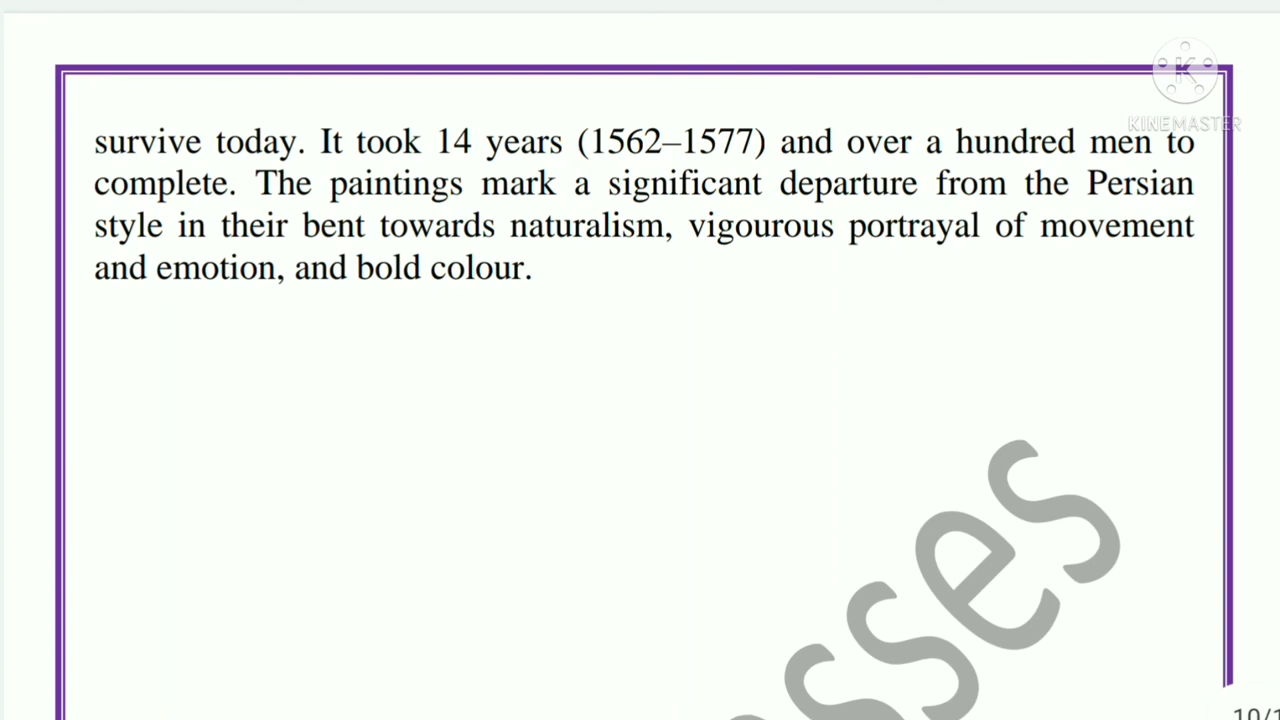 KINEMASTER
survive today. It took 14 years (1562–1577) and over a hundred men to
complete. The paintings mark a significant departure from the Persian
style in their bent towards naturalism, vigourous portrayal of movement
and emotion, and bold colour.
sses